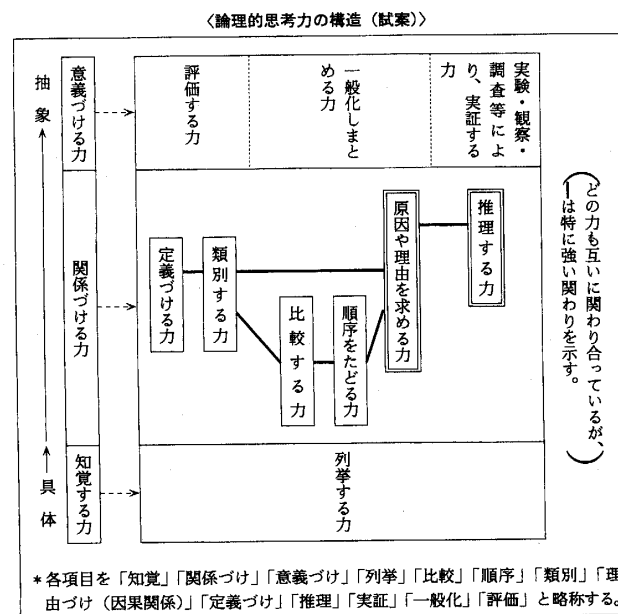 〈論理的思考力の構造（試案）〉
抽象
具体
意義づける力
関係づける力
知覚する力
評価する力
一般化しまと
める力
実験・観察・
調査等によ
り、実証する
力
定義づける力
類別する力
比較する力
順序をたどる力
原因や理由を求める力
推理する力
列挙する力
（どの力も互いに関わり合っているが、
━は特に強い関わりを示す。）
＊各項目を「知覚」「関係づけ」「意義づけ」「列挙」「比較」「順序」「類別」「理
由づけ（因果関係）」「定義づけ」「推理」「実証」「一般化」「評価」と略称する。